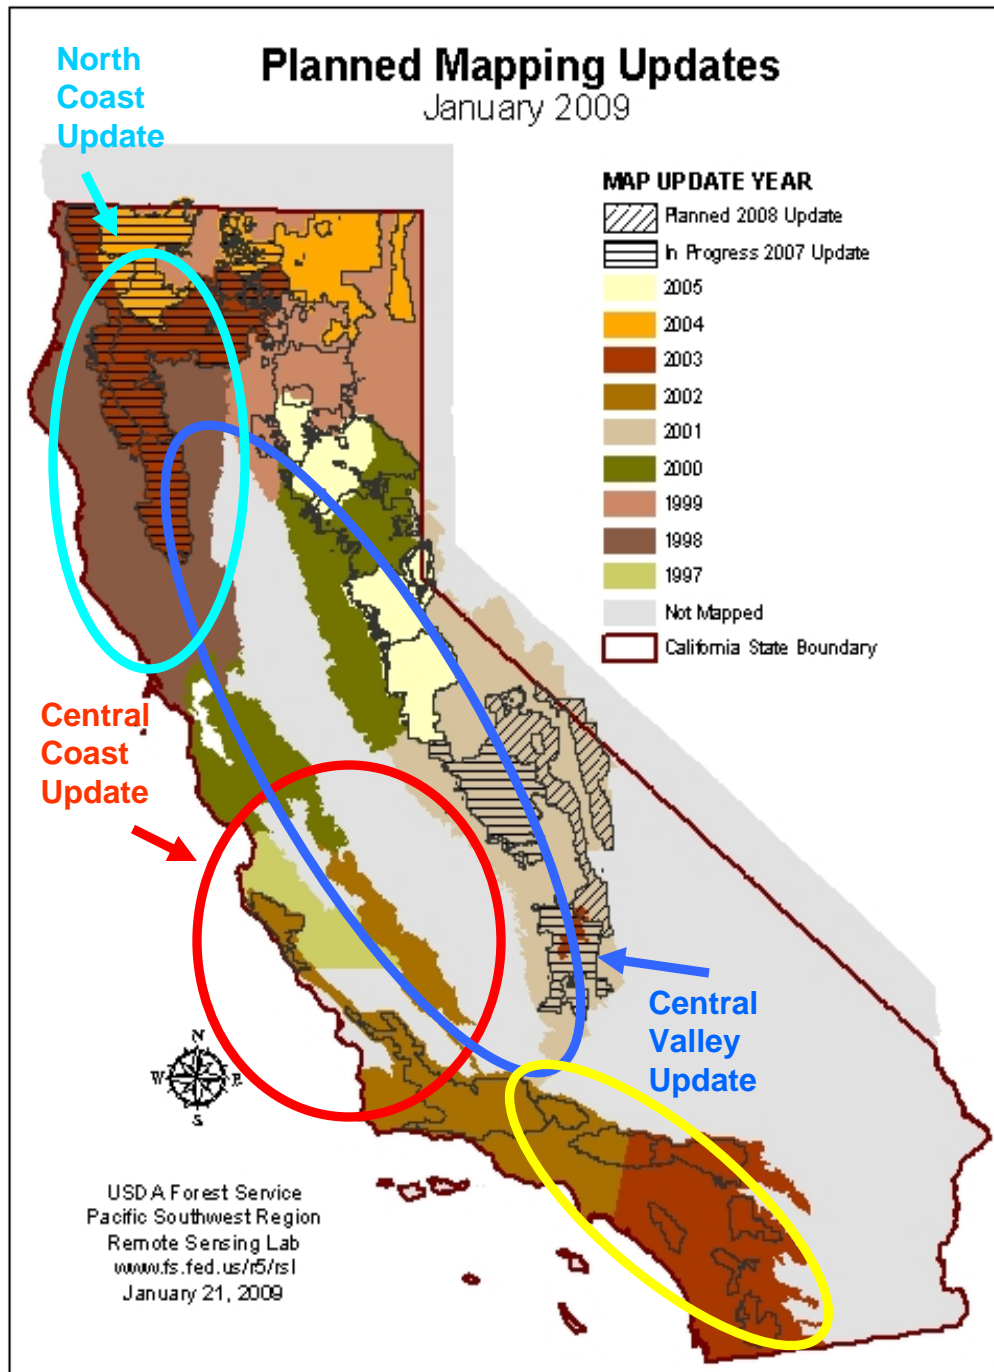 Planned Mapping Updates
January 2009
North
Coast
Update
MAP UPDATE YEAR
Planned 2008 Update
In Progress 2007 Update
2005
2004
2003
2002
2001
2000
1999
1998
1997
Not Mapped
California State Boundary
Central
Coast
Update
Central
Valley
Update
N
W E
S
USDA Forest Service
Pacific Southwest Region
Remote Sensing Lab
www.fs.fed.us/r5/rsl
January 21, 2009